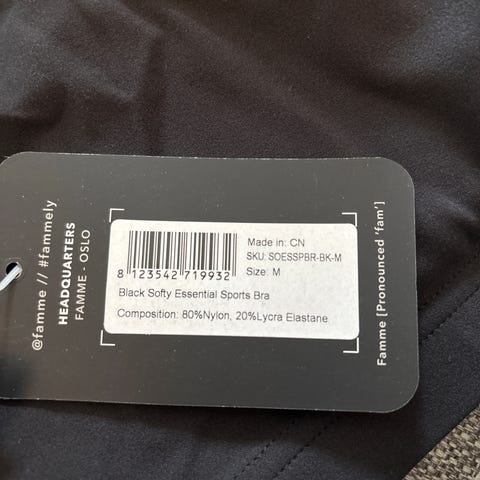 @famme // #fammely
HEADQUARTERS
FAMME - OSLO
8 123542 719932
Made in: CN
SKU: SOESSPBR-BK-M
Size: M
Black Softy Essential Sports Bra
Composition: 80%Nylon, 20%Lycra Elastane
Famme [Pronounced 'fam']